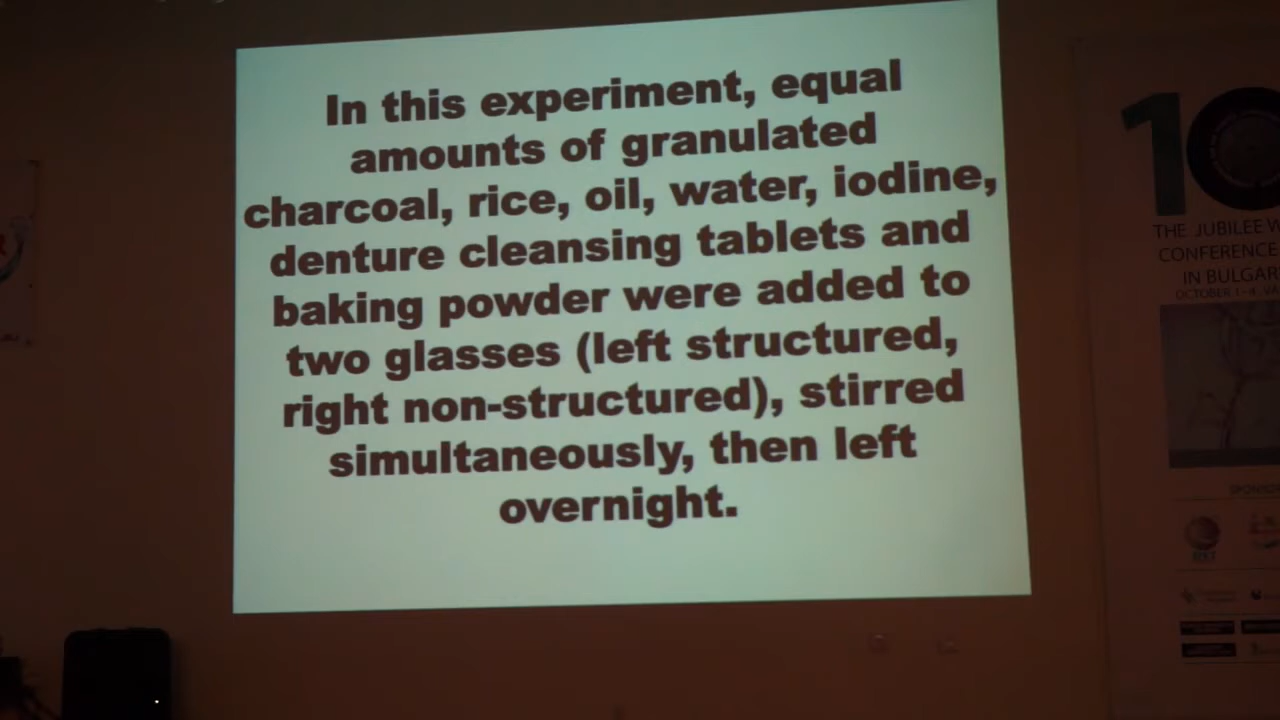 In this experiment, equal
amounts of granulated
charcoal, rice, oil, water, iodine,
denture cleansing tablets and
baking powder were added to
two glasses (left structured,
right non-structured), stirred
simultaneously, then left
overnight.
10
THE JUBILEE
CONFERENCE
IN BULGAR
OCTOBER 1-4